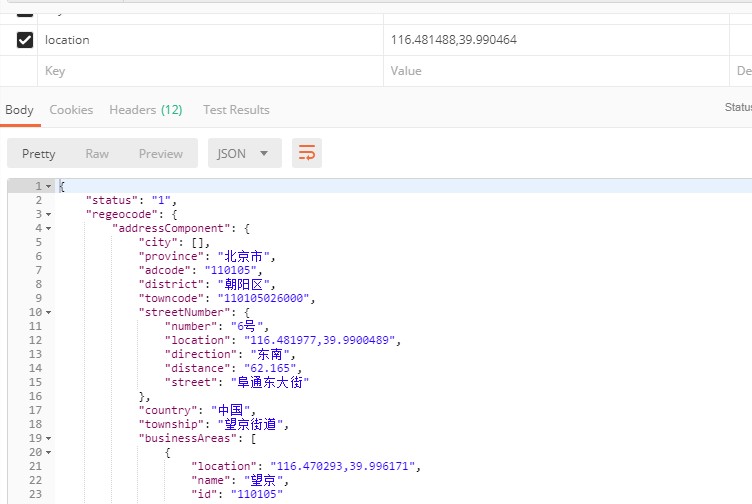 location 116.481488,39.990464
Key Value De
Body Cookies Headers (12) Test Results Status
Pretty Raw Preview JSON
1 {
2 "status": "1",
3 "regeocode": {
4 "addressComponent": {
5 "city": [],
6 "province": "北京市",
7 "adcode": "110105",
8 "district": "朝阳区",
9 "towncode": "110105026000",
10 "streetNumber": {
11 "number": "6号",
12 "location": "116.481977,39.9900489",
13 "direction": "东南",
14 "distance": "62.165",
15 "street": "阜通东大街"
16 },
17 "country": "中国",
18 "township": "望京街道",
19 "businessAreas": [
20 {
21 "location": "116.470293,39.996171",
22 "name": "望京",
23 "id": "110105"